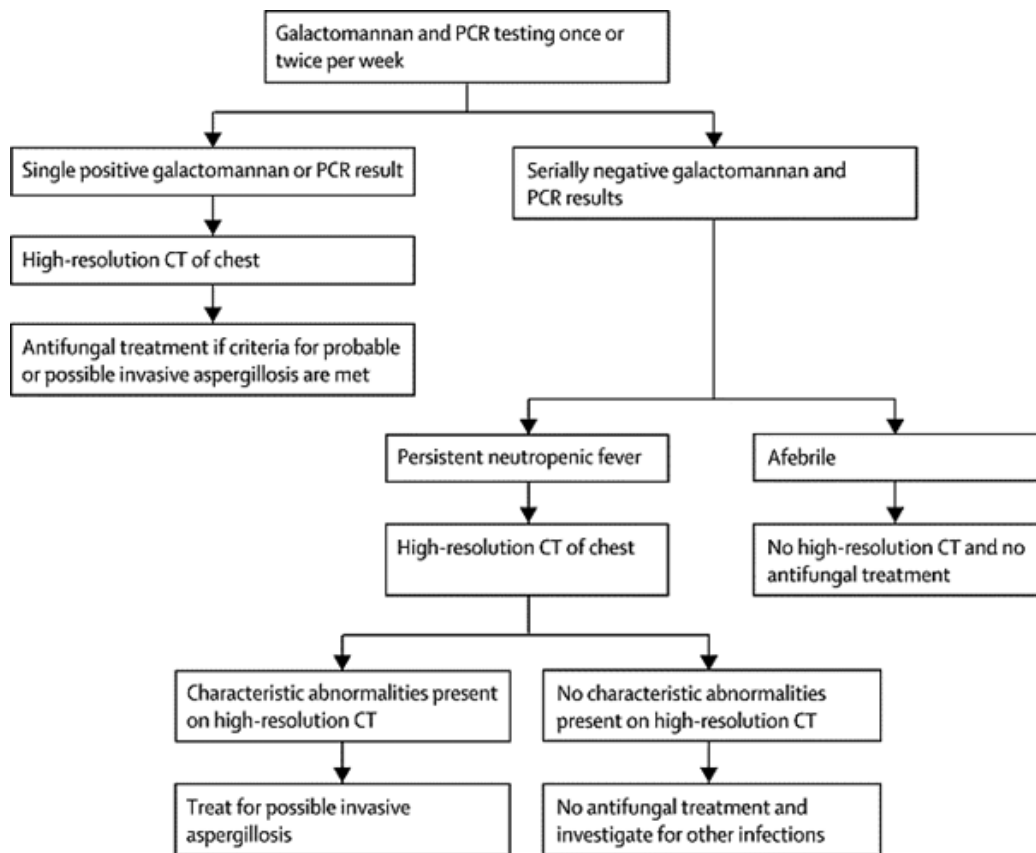 Galactomannan and PCR testing once or
twice per week
Single positive galactomannan or PCR result
Serially negative galactomannan and
PCR results
High-resolution CT of chest
Antifungal treatment if criteria for probable
or possible invasive aspergillosis are met
Persistent neutropenic fever
Afebrile
High-resolution CT of chest
No high-resolution CT and no
antifungal treatment
Characteristic abnormalities present
on high-resolution CT
No characteristic abnormalities
present on high-resolution CT
Treat for possible invasive
aspergillosis
No antifungal treatment and
investigate for other infections